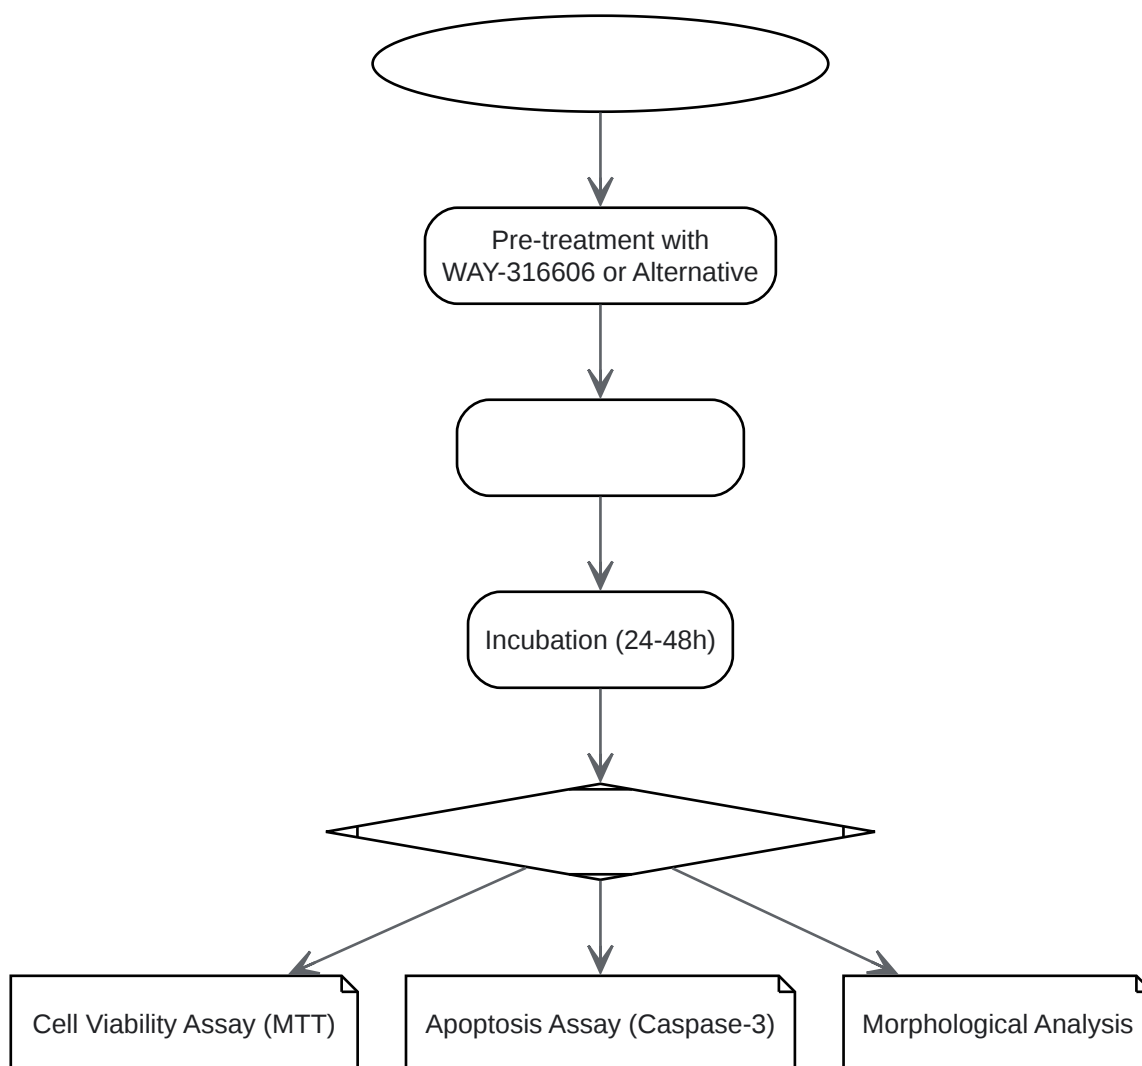 Pre-treatment with
WAY-316606 or Alternative
Incubation (24-48h)
Cell Viability Assay (MTT)
Apoptosis Assay (Caspase-3)
Morphological Analysis